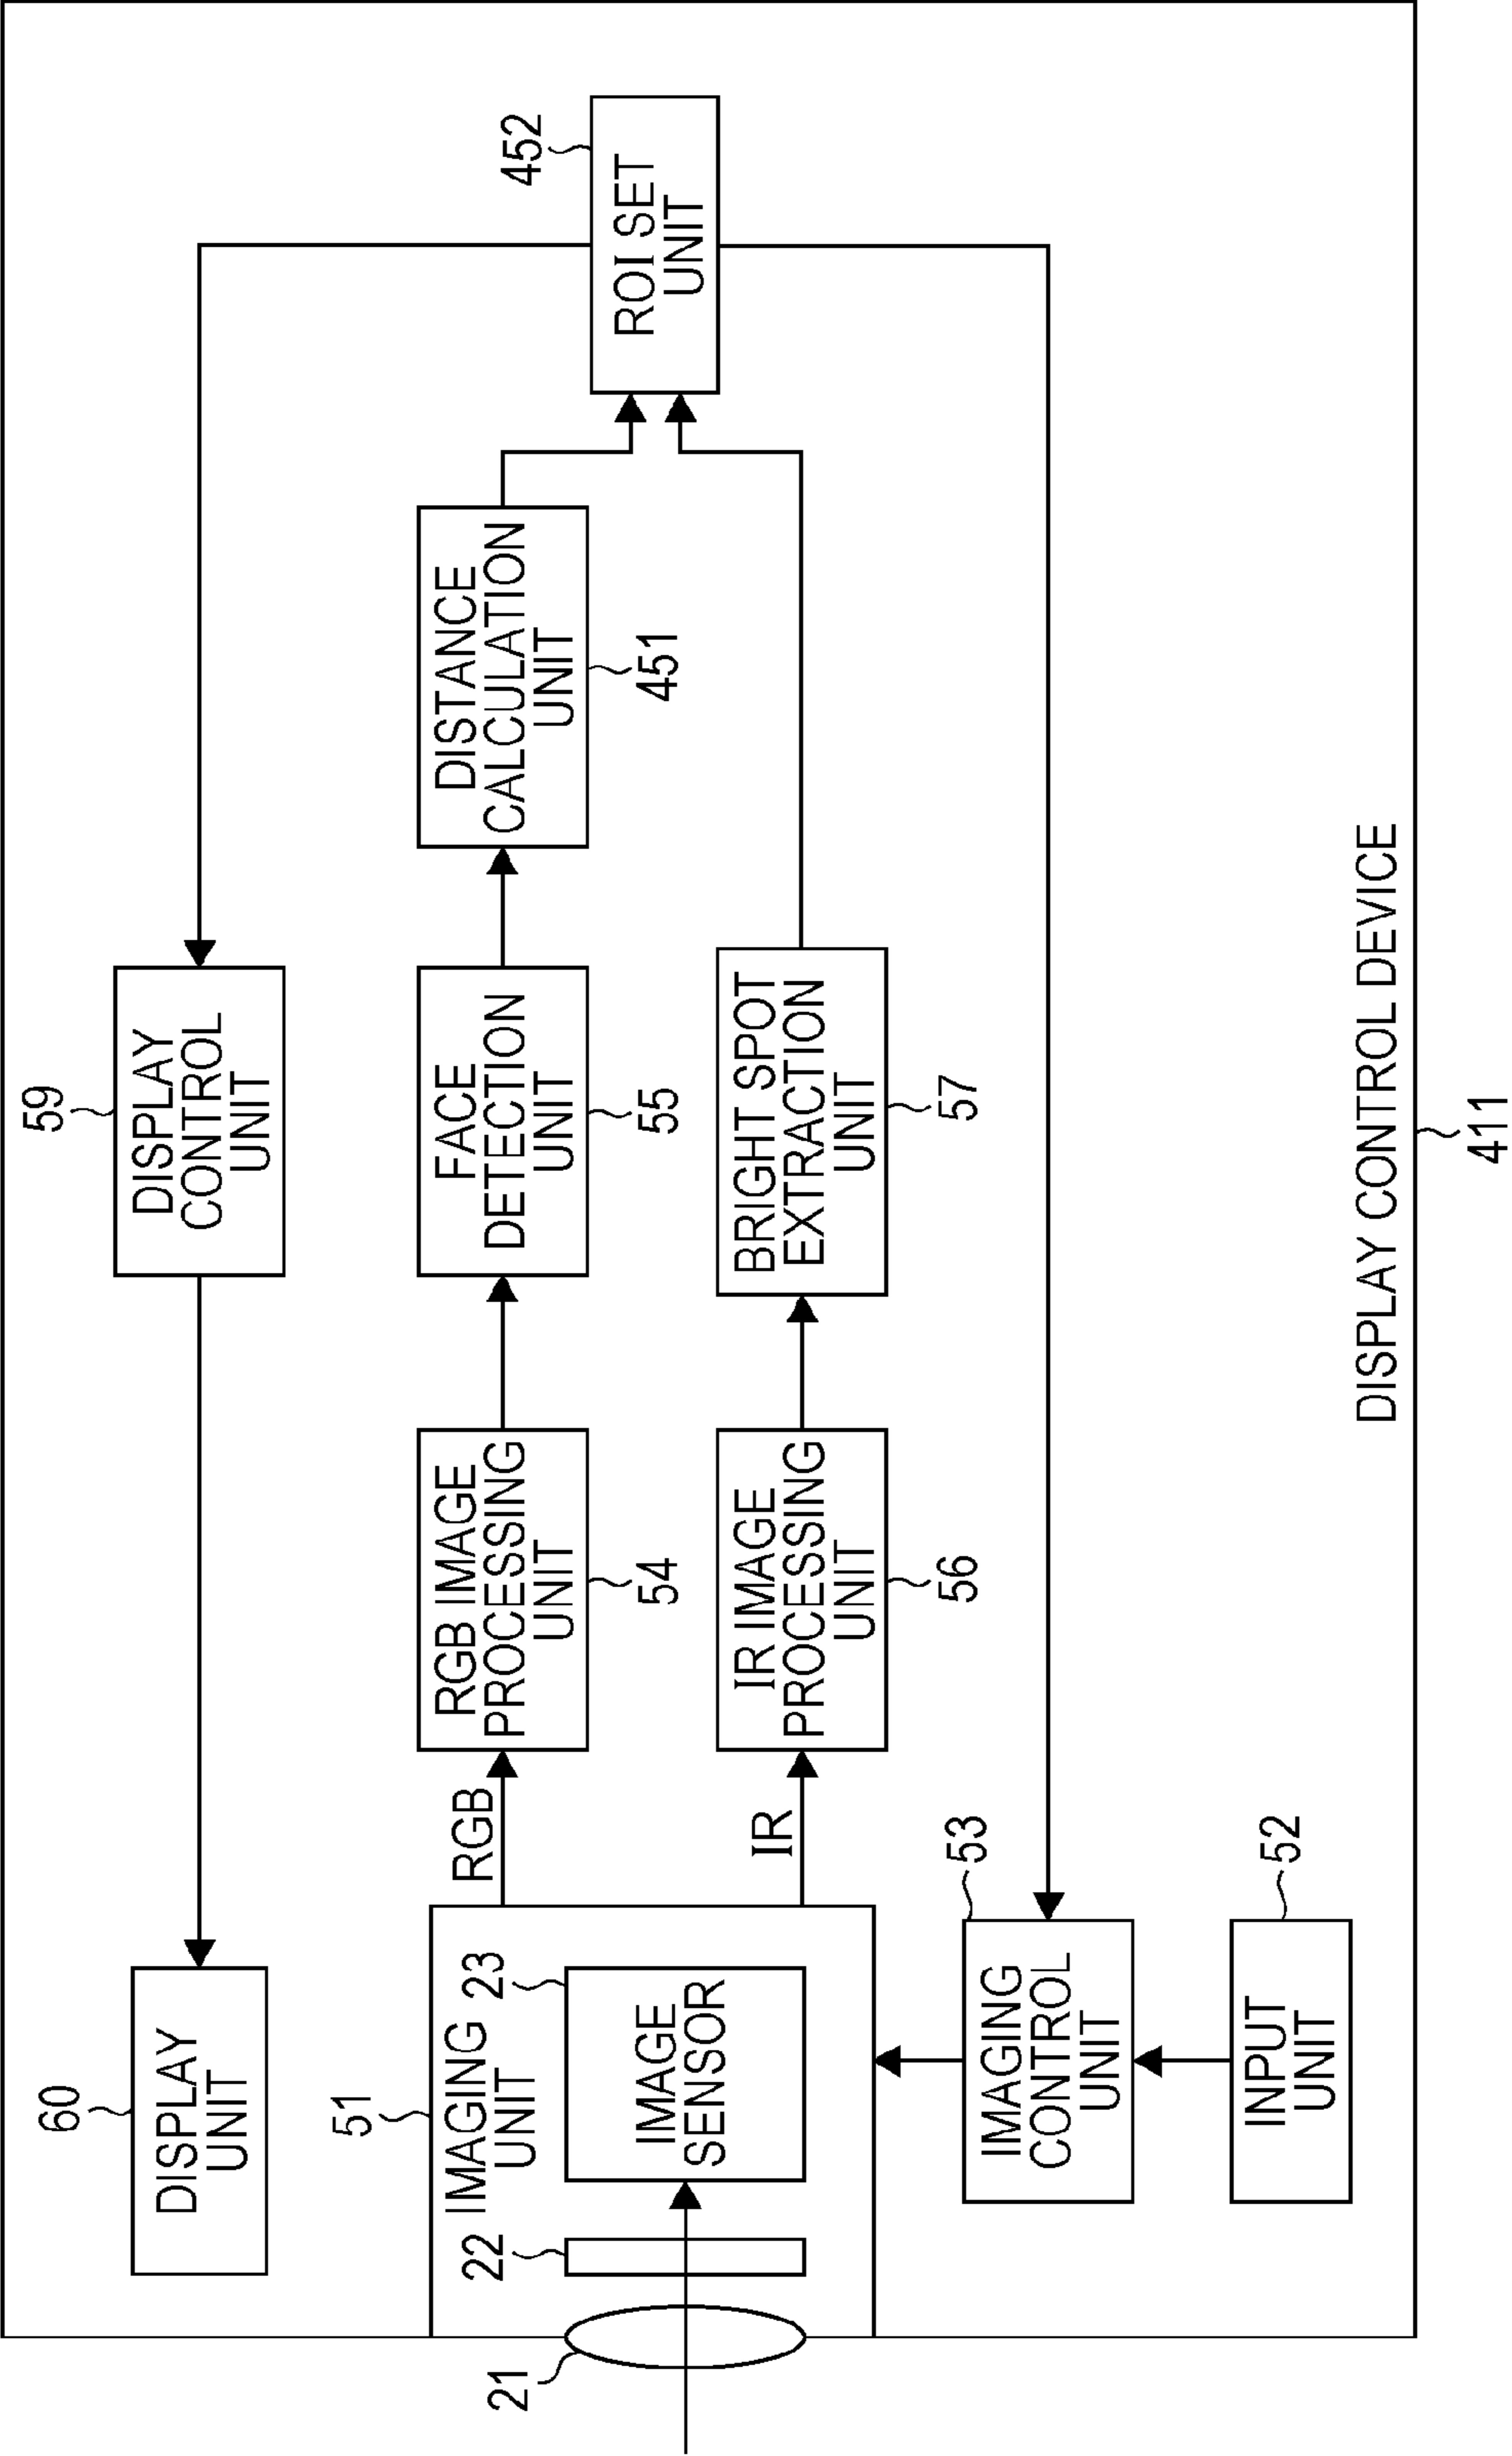 60
DISPLAY
UNIT
59
DISPLAY
CONTROL
UNIT
51
IMAGING
UNIT
21
22
23
IMAGE
SENSOR
RGB
RGB IMAGE
PROCESSING
UNIT
54
FACE
DETECTION
UNIT
55
DISTANCE
CALCULATION
UNIT
451
452
ROI SET
UNIT
IR
IR IMAGE
PROCESSING
UNIT
56
BRIGHT SPOT
EXTRACTION
UNIT
57
53
IMAGING
CONTROL
UNIT
52
INPUT
UNIT
DISPLAY CONTROL DEVICE
411